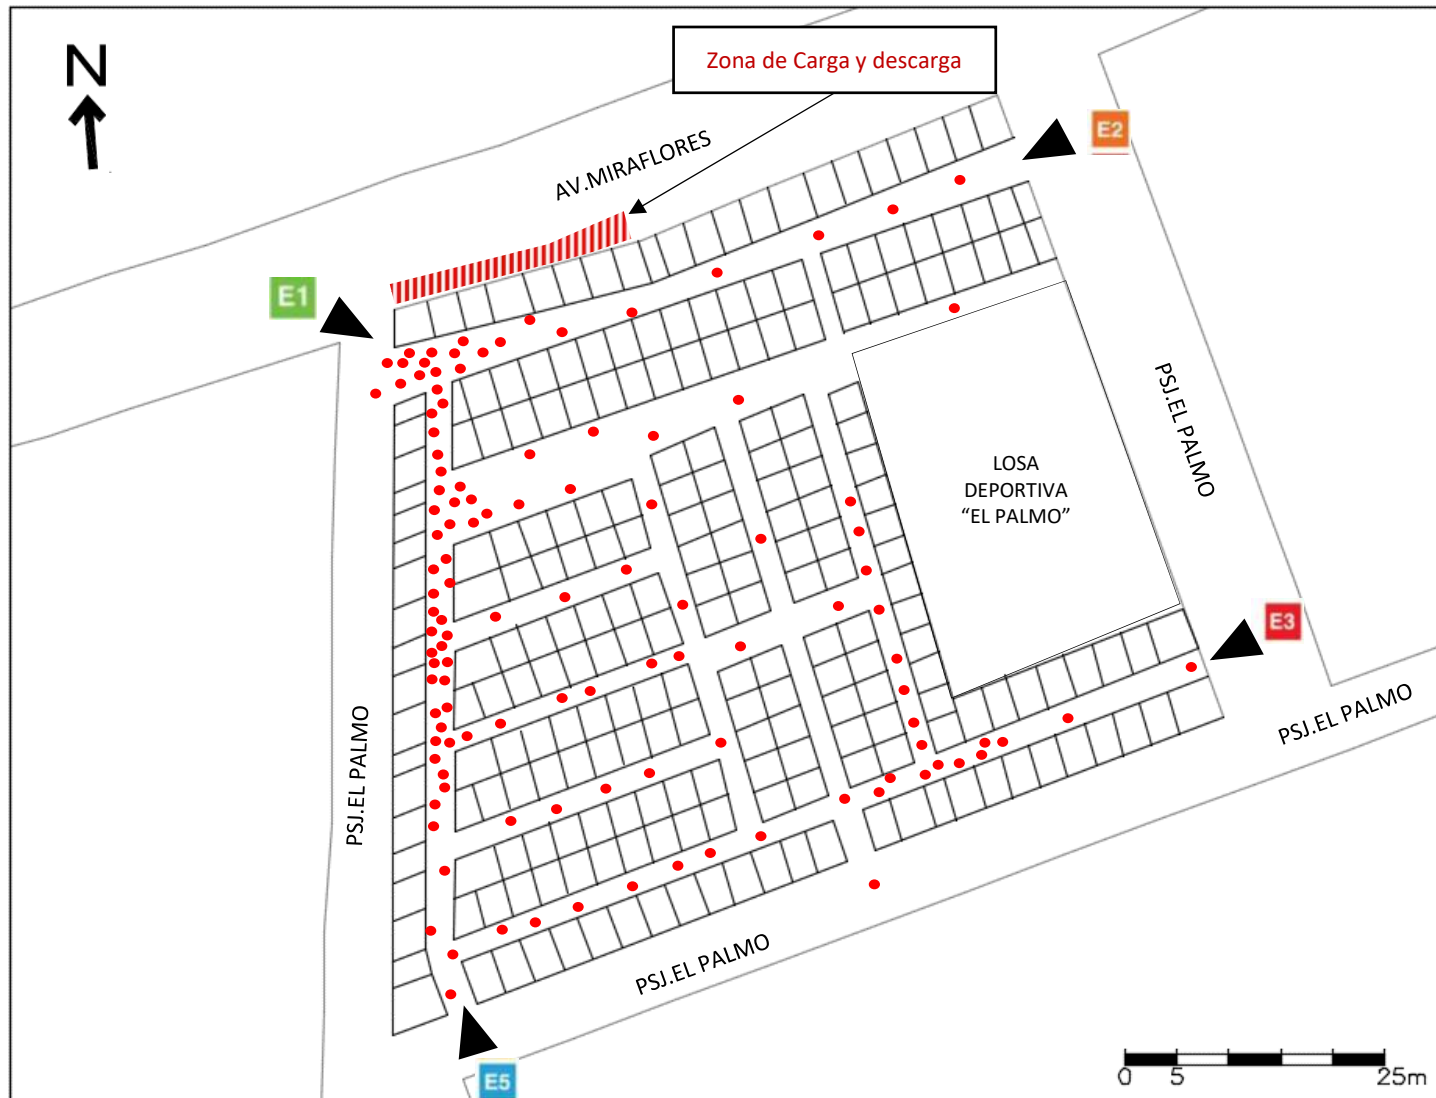 N
Zona de Carga y descarga
E2
AV.MIRAFLORES
E1
PSJ.EL PALMO
LOSA
DEPORTIVA
“EL PALMO”
E3
PSJ.EL PALMO
PSJ.EL PALMO
PSJ.EL PALMO
E5
0 5 25m